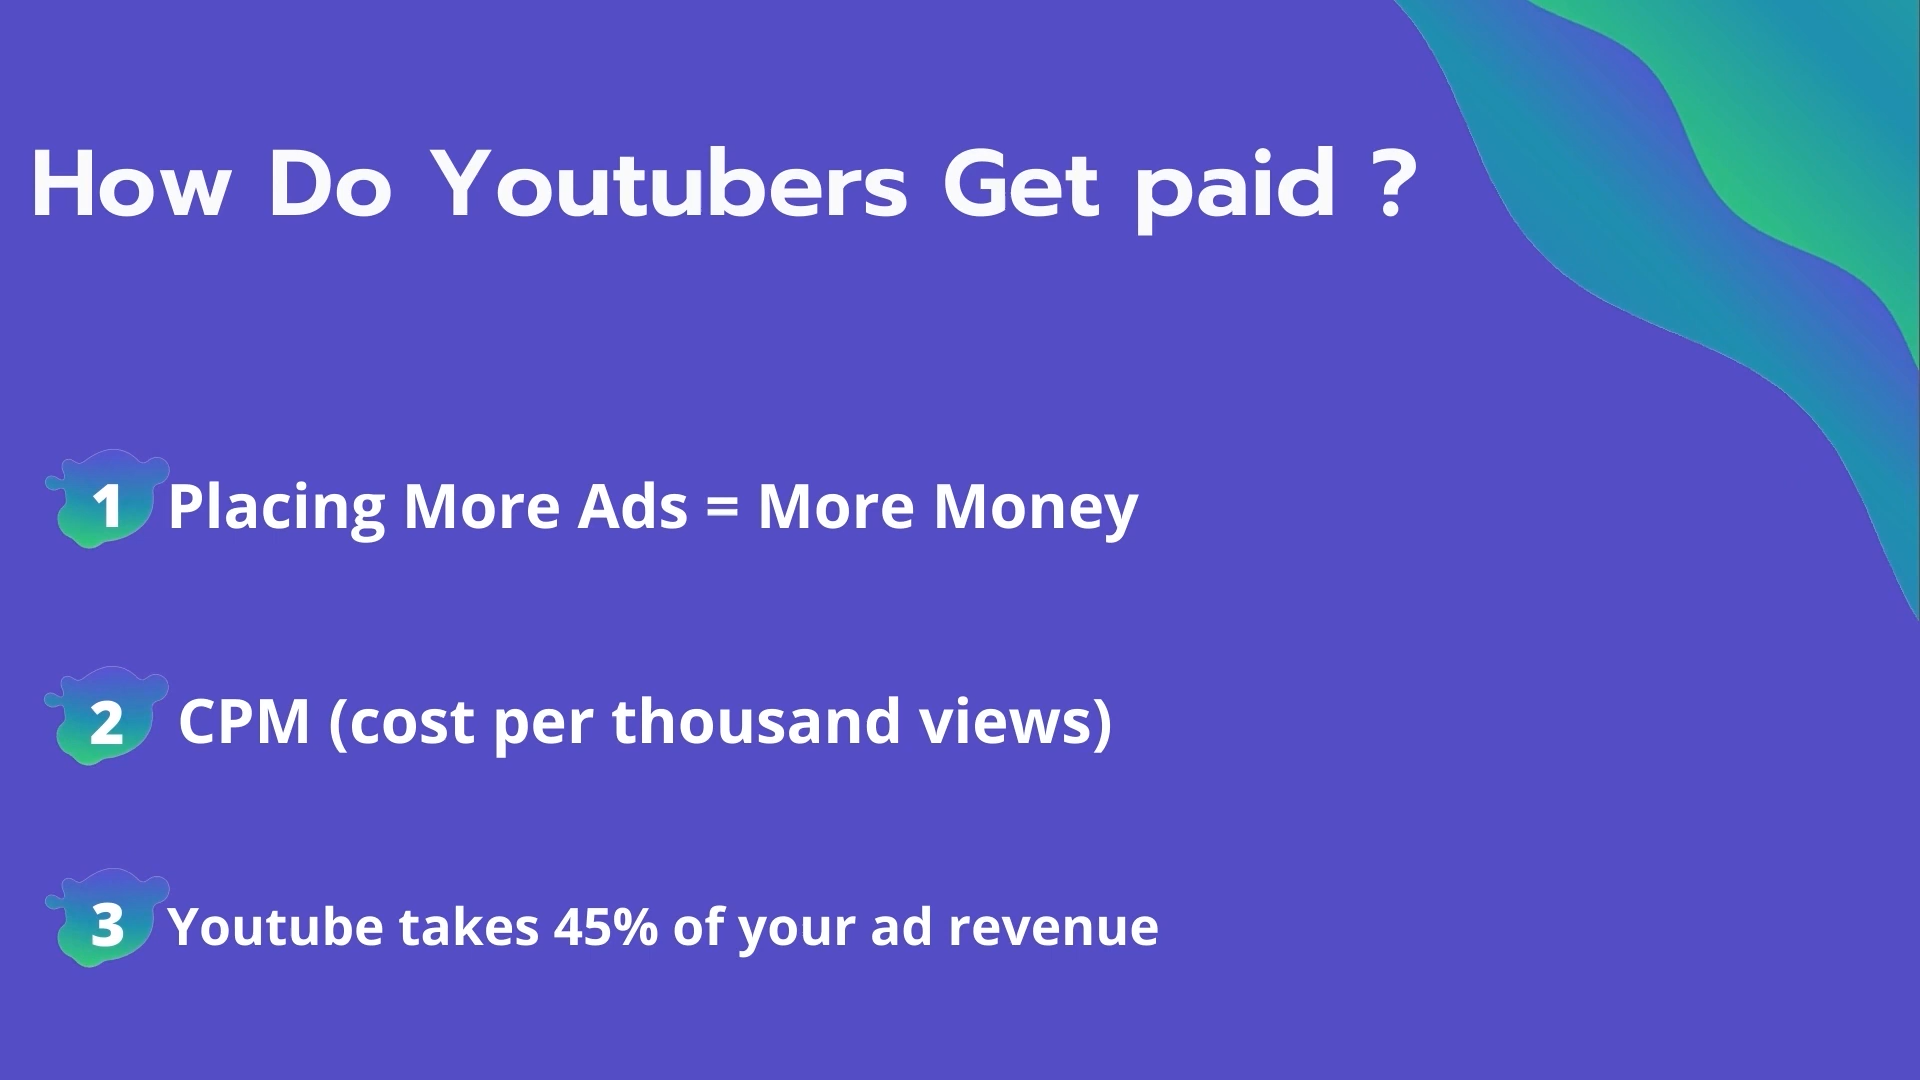 How Do Youtubers Get paid ?
1 Placing More Ads = More Money
2 CPM (cost per thousand views)
3 Youtube takes 45% of your ad revenue